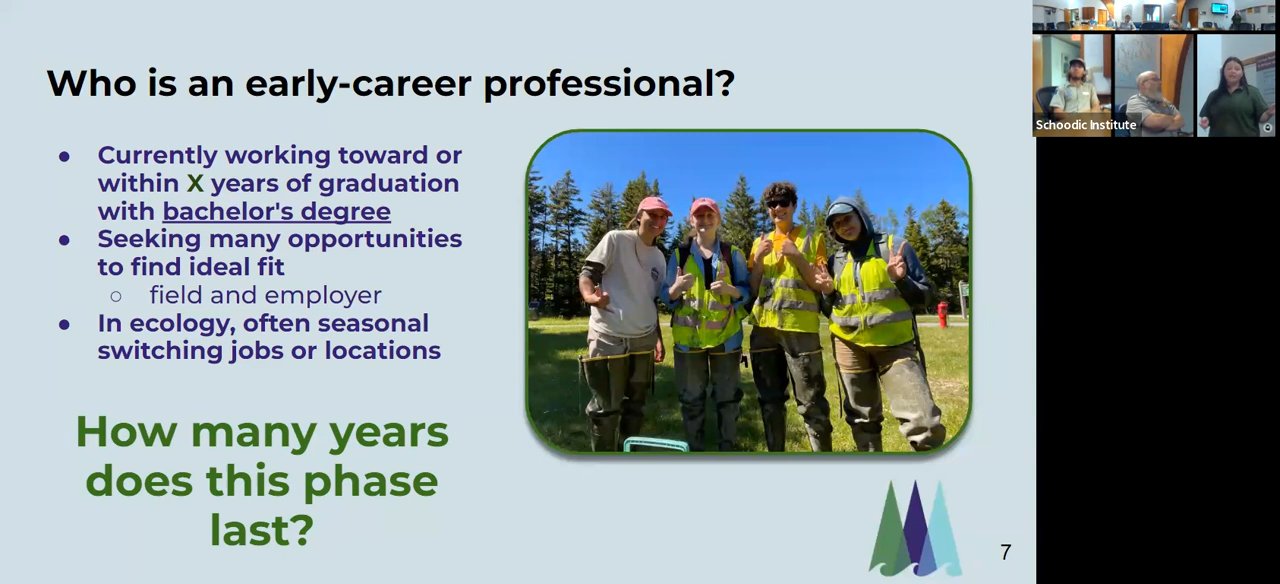 Who is an early-career professional?
● Currently working toward or
within X years of graduation
with bachelor's degree
● Seeking many opportunities
to find ideal fit
○ field and employer
● In ecology, often seasonal
switching jobs or locations
How many years
does this phase
last?
7
Schoodic Institute